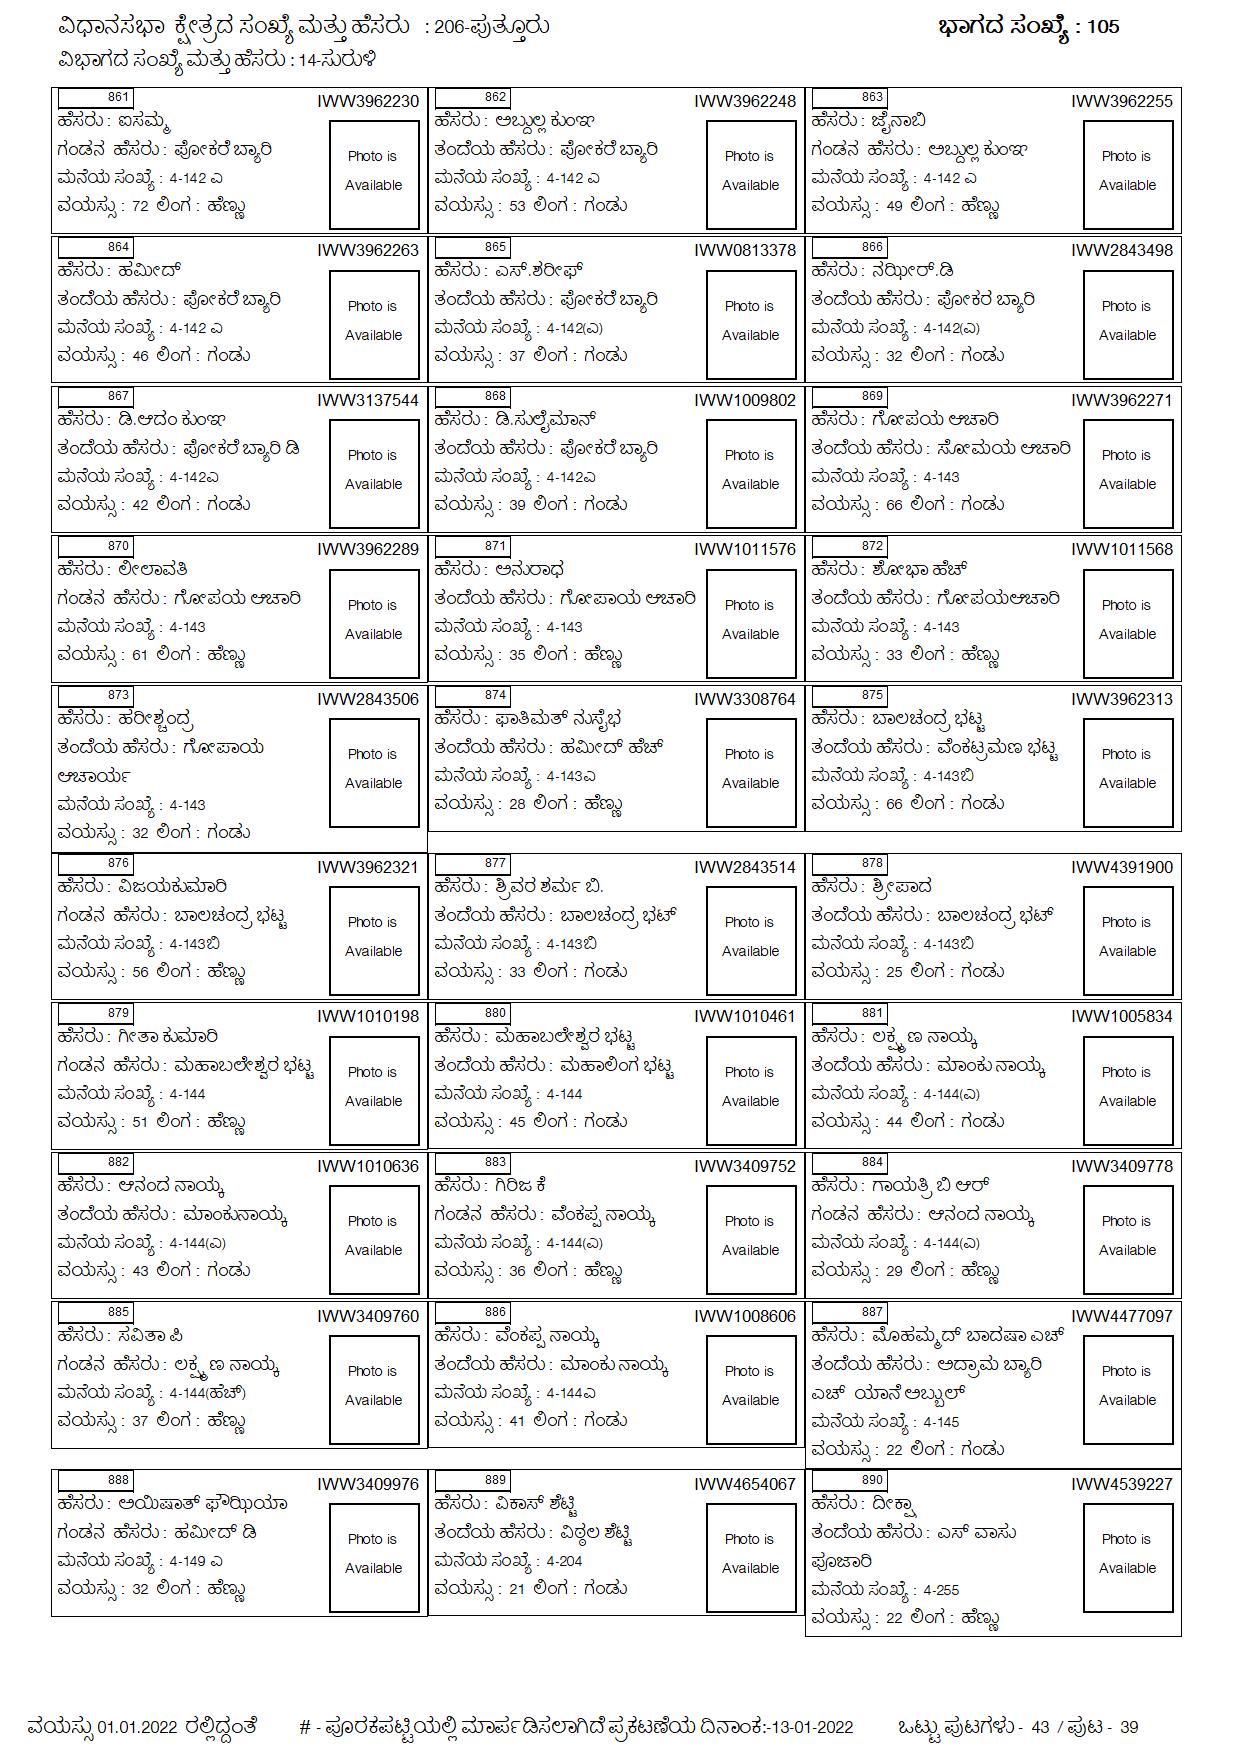 ವಿಧಾನಸಭಾ ಕ್ಷೇತ್ರದ ಸಂಖ್ಯೆ ಮತ್ತು ಹೆಸರು : 206-ಪುತ್ತೂರು ಭಾಗದ ಸಂಖ್ಯೆ : 105
ವಿಭಾಗದ ಸಂಖ್ಯೆ ಮತ್ತು ಹೆಸರು : 14-ಸುರುಳಿ
861 IWW3962230
ಹೆಸರು : ಐಸಮ್ಮ
ಗಂಡನ ಹೆಸರು : ಪೋಕರೆ ಬ್ಯಾರಿ
ಮನೆಯ ಸಂಖ್ಯೆ : 4-142 ಎ
ವಯಸ್ಸು : 72 ಲಿಂಗ : ಹೆಣ್ಣು
Photo is
Available
862 IWW3962248
ಹೆಸರು : ಅಬ್ದುಲ್ಲ ಕುಂಞ
ತಂದೆಯ ಹೆಸರು : ಪೋಕರೆ ಬ್ಯಾರಿ
ಮನೆಯ ಸಂಖ್ಯೆ : 4-142 ಎ
ವಯಸ್ಸು : 53 ಲಿಂಗ : ಗಂಡು
Photo is
Available
863 IWW3962255
ಹೆಸರು : ಜೈನಾಬಿ
ಗಂಡನ ಹೆಸರು : ಅಬ್ದುಲ್ಲ ಕುಂಞ
ಮನೆಯ ಸಂಖ್ಯೆ : 4-142 ಎ
ವಯಸ್ಸು : 49 ಲಿಂಗ : ಹೆಣ್ಣು
Photo is
Available
864 IWW3962263
ಹೆಸರು : ಹಮೀದ್
ತಂದೆಯ ಹೆಸರು : ಪೋಕರೆ ಬ್ಯಾರಿ
ಮನೆಯ ಸಂಖ್ಯೆ : 4-142 ಎ
ವಯಸ್ಸು : 46 ಲಿಂಗ : ಗಂಡು
Photo is
Available
865 IWW0813378
ಹೆಸರು : ಎಸ್.ಶರೀಫ್
ತಂದೆಯ ಹೆಸರು : ಪೋಕರೆ ಬ್ಯಾರಿ
ಮನೆಯ ಸಂಖ್ಯೆ : 4-142(ಎ)
ವಯಸ್ಸು : 37 ಲಿಂಗ : ಗಂಡು
Photo is
Available
866 IWW2843498
ಹೆಸರು : ನಝೀರ್.ಡಿ
ತಂದೆಯ ಹೆಸರು : ಪೋಕರ ಬ್ಯಾರಿ
ಮನೆಯ ಸಂಖ್ಯೆ : 4-142(ಎ)
ವಯಸ್ಸು : 32 ಲಿಂಗ : ಗಂಡು
Photo is
Available
867 IWW3137544
ಹೆಸರು : ಡಿ.ಆದಂ ಕುಂಞ
ತಂದೆಯ ಹೆಸರು : ಪೋಕರೆ ಬ್ಯಾರಿ ಡಿ
ಮನೆಯ ಸಂಖ್ಯೆ : 4-142ಎ
ವಯಸ್ಸು : 42 ಲಿಂಗ : ಗಂಡು
Photo is
Available
868 IWW1009802
ಹೆಸರು : ಡಿ.ಸುಲೈಮಾನ್
ತಂದೆಯ ಹೆಸರು : ಪೋಕರೆ ಬ್ಯಾರಿ
ಮನೆಯ ಸಂಖ್ಯೆ : 4-142ಎ
ವಯಸ್ಸು : 39 ಲಿಂಗ : ಗಂಡು
Photo is
Available
869 IWW3962271
ಹೆಸರು : ಗೋಪಯ ಆಚಾರಿ
ತಂದೆಯ ಹೆಸರು : ಸೋಮಯ ಆಚಾರಿ
ಮನೆಯ ಸಂಖ್ಯೆ : 4-143
ವಯಸ್ಸು : 66 ಲಿಂಗ : ಗಂಡು
Photo is
Available
870 IWW3962289
ಹೆಸರು : ಲೀಲಾವತಿ
ಗಂಡನ ಹೆಸರು : ಗೋಪಯ ಆಚಾರಿ
ಮನೆಯ ಸಂಖ್ಯೆ : 4-143
ವಯಸ್ಸು : 61 ಲಿಂಗ : ಹೆಣ್ಣು
Photo is
Available
871 IWW1011576
ಹೆಸರು : ಅನುರಾಧ
ತಂದೆಯ ಹೆಸರು : ಗೋಪಾಯ ಆಚಾರಿ
ಮನೆಯ ಸಂಖ್ಯೆ : 4-143
ವಯಸ್ಸು : 35 ಲಿಂಗ : ಹೆಣ್ಣು
Photo is
Available
872 IWW1011568
ಹೆಸರು : ಶೋಭಾ ಹೆಚ್
ತಂದೆಯ ಹೆಸರು : ಗೋಪಯಆಚಾರಿ
ಮನೆಯ ಸಂಖ್ಯೆ : 4-143
ವಯಸ್ಸು : 33 ಲಿಂಗ : ಹೆಣ್ಣು
Photo is
Available
873 IWW2843506
ಹೆಸರು : ಹರೀಶ್ಚಂದ್ರ
ತಂದೆಯ ಹೆಸರು : ಗೋಪಾಯ
ಆಚಾರ್ಯ
ಮನೆಯ ಸಂಖ್ಯೆ : 4-143
ವಯಸ್ಸು : 32 ಲಿಂಗ : ಗಂಡು
Photo is
Available
874 IWW3308764
ಹೆಸರು : ಫಾತಿಮತ್ ನುಸೈಭ
ತಂದೆಯ ಹೆಸರು : ಹಮೀದ್ ಹೆಚ್
ಮನೆಯ ಸಂಖ್ಯೆ : 4-143ಎ
ವಯಸ್ಸು : 28 ಲಿಂಗ : ಹೆಣ್ಣು
Photo is
Available
875 IWW3962313
ಹೆಸರು : ಬಾಲಚಂದ್ರ ಭಟ್ಟ
ತಂದೆಯ ಹೆಸರು : ವೆಂಕಟ್ರಮಣ ಭಟ್ಟ
ಮನೆಯ ಸಂಖ್ಯೆ : 4-143ಬಿ
ವಯಸ್ಸು : 66 ಲಿಂಗ : ಗಂಡು
Photo is
Available
876 IWW3962321
ಹೆಸರು : ವಿಜಯಕುಮಾರಿ
ಗಂಡನ ಹೆಸರು : ಬಾಲಚಂದ್ರ ಭಟ್ಟ
ಮನೆಯ ಸಂಖ್ಯೆ : 4-143ಬಿ
ವಯಸ್ಸು : 56 ಲಿಂಗ : ಹೆಣ್ಣು
Photo is
Available
877 IWW2843514
ಹೆಸರು : ಶ್ರಿವರ ಶರ್ಮ ಬಿ.
ತಂದೆಯ ಹೆಸರು : ಬಾಲಚಂದ್ರ ಭಟ್
ಮನೆಯ ಸಂಖ್ಯೆ : 4-143ಬಿ
ವಯಸ್ಸು : 33 ಲಿಂಗ : ಗಂಡು
Photo is
Available
878 IWW4391900
ಹೆಸರು : ಶ್ರೀಪಾದ
ತಂದೆಯ ಹೆಸರು : ಬಾಲಚಂದ್ರ ಭಟ್
ಮನೆಯ ಸಂಖ್ಯೆ : 4-143ಬಿ
ವಯಸ್ಸು : 25 ಲಿಂಗ : ಗಂಡು
Photo is
Available
879 IWW1010198
ಹೆಸರು : ಗೀತಾ ಕುಮಾರಿ
ಗಂಡನ ಹೆಸರು : ಮಹಾಬಲೇಶ್ವರ ಭಟ್ಟ
ಮನೆಯ ಸಂಖ್ಯೆ : 4-144
ವಯಸ್ಸು : 51 ಲಿಂಗ : ಹೆಣ್ಣು
Photo is
Available
880 IWW1010461
ಹೆಸರು : ಮಹಾಬಲೇಶ್ವರ ಭಟ್ಟ
ತಂದೆಯ ಹೆಸರು : ಮಹಾಲಿಂಗ ಭಟ್ಟ
ಮನೆಯ ಸಂಖ್ಯೆ : 4-144
ವಯಸ್ಸು : 45 ಲಿಂಗ : ಗಂಡು
Photo is
Available
881 IWW1005834
ಹೆಸರು : ಲಕ್ಷ್ಮಣ ನಾಯ್ಕ
ತಂದೆಯ ಹೆಸರು : ಮಾಂಕು ನಾಯ್ಕ
ಮನೆಯ ಸಂಖ್ಯೆ : 4-144(ಎ)
ವಯಸ್ಸು : 44 ಲಿಂಗ : ಗಂಡು
Photo is
Available
882 IWW1010636
ಹೆಸರು : ಆನಂದ ನಾಯ್ಕ
ತಂದೆಯ ಹೆಸರು : ಮಾಂಕುನಾಯ್ಕ
ಮನೆಯ ಸಂಖ್ಯೆ : 4-144(ಎ)
ವಯಸ್ಸು : 43 ಲಿಂಗ : ಗಂಡು
Photo is
Available
883 IWW3409752
ಹೆಸರು : ಗಿರಿಜ ಕೆ
ಗಂಡನ ಹೆಸರು : ವೆಂಕಪ್ಪ ನಾಯ್ಕ
ಮನೆಯ ಸಂಖ್ಯೆ : 4-144(ಎ)
ವಯಸ್ಸು : 36 ಲಿಂಗ : ಹೆಣ್ಣು
Photo is
Available
884 IWW3409778
ಹೆಸರು : ಗಾಯತ್ರಿ ಬಿ ಆರ್
ಗಂಡನ ಹೆಸರು : ಆನಂದ ನಾಯ್ಕ
ಮನೆಯ ಸಂಖ್ಯೆ : 4-144(ಎ)
ವಯಸ್ಸು : 29 ಲಿಂಗ : ಹೆಣ್ಣು
Photo is
Available
885 IWW3409760
ಹೆಸರು : ಸವಿತಾ ಪಿ
ಗಂಡನ ಹೆಸರು : ಲಕ್ಷ್ಮಣ ನಾಯ್ಕ
ಮನೆಯ ಸಂಖ್ಯೆ : 4-144(ಹೆಚ್)
ವಯಸ್ಸು : 37 ಲಿಂಗ : ಹೆಣ್ಣು
Photo is
Available
886 IWW1008606
ಹೆಸರು : ವೆಂಕಪ್ಪ ನಾಯ್ಕ
ತಂದೆಯ ಹೆಸರು : ಮಾಂಕು ನಾಯ್ಕ
ಮನೆಯ ಸಂಖ್ಯೆ : 4-144ಎ
ವಯಸ್ಸು : 41 ಲಿಂಗ : ಗಂಡು
Photo is
Available
887 IWW4477097
ಹೆಸರು : ಮೊಹಮ್ಮದ್ ಬಾದಷಾ ಎಚ್
ತಂದೆಯ ಹೆಸರು : ಅದ್ರಾಮ ಬ್ಯಾರಿ
ಎಚ್ ಯಾನೆ ಅಬ್ಬುಲ್
ಮನೆಯ ಸಂಖ್ಯೆ : 4-145
ವಯಸ್ಸು : 22 ಲಿಂಗ : ಗಂಡು
Photo is
Available
888 IWW3409976
ಹೆಸರು : ಅಯಿಷಾತ್ ಫೌಝಿಯಾ
ಗಂಡನ ಹೆಸರು : ಹಮೀದ್ ಡಿ
ಮನೆಯ ಸಂಖ್ಯೆ : 4-149 ಎ
ವಯಸ್ಸು : 32 ಲಿಂಗ : ಹೆಣ್ಣು
Photo is
Available
889 IWW4654067
ಹೆಸರು : ವಿಕಾಸ್ ಶೆಟ್ಟಿ
ತಂದೆಯ ಹೆಸರು : ವಿಠ್ಠಲ ಶೆಟ್ಟಿ
ಮನೆಯ ಸಂಖ್ಯೆ : 4-204
ವಯಸ್ಸು : 21 ಲಿಂಗ : ಗಂಡು
Photo is
Available
890 IWW4539227
ಹೆಸರು : ದೀಕ್ಷಾ
ತಂದೆಯ ಹೆಸರು : ಎಸ್ ವಾಸು
ಪೂಜಾರಿ
ಮನೆಯ ಸಂಖ್ಯೆ : 4-255
ವಯಸ್ಸು : 22 ಲಿಂಗ : ಹೆಣ್ಣು
Photo is
Available
ವಯಸ್ಸು 01.01.2022 ರಲ್ಲಿದ್ದಂತೆ # - ಪೂರಕಪಟ್ಟಿಯಲ್ಲಿ ಮಾರ್ಪಡಿಸಲಾಗಿದೆ ಪ್ರಕಟಣೆಯ ದಿನಾಂಕ:-13-01-2022 ಒಟ್ಟು ಪುಟಗಳು - 43 / ಪುಟ - 39